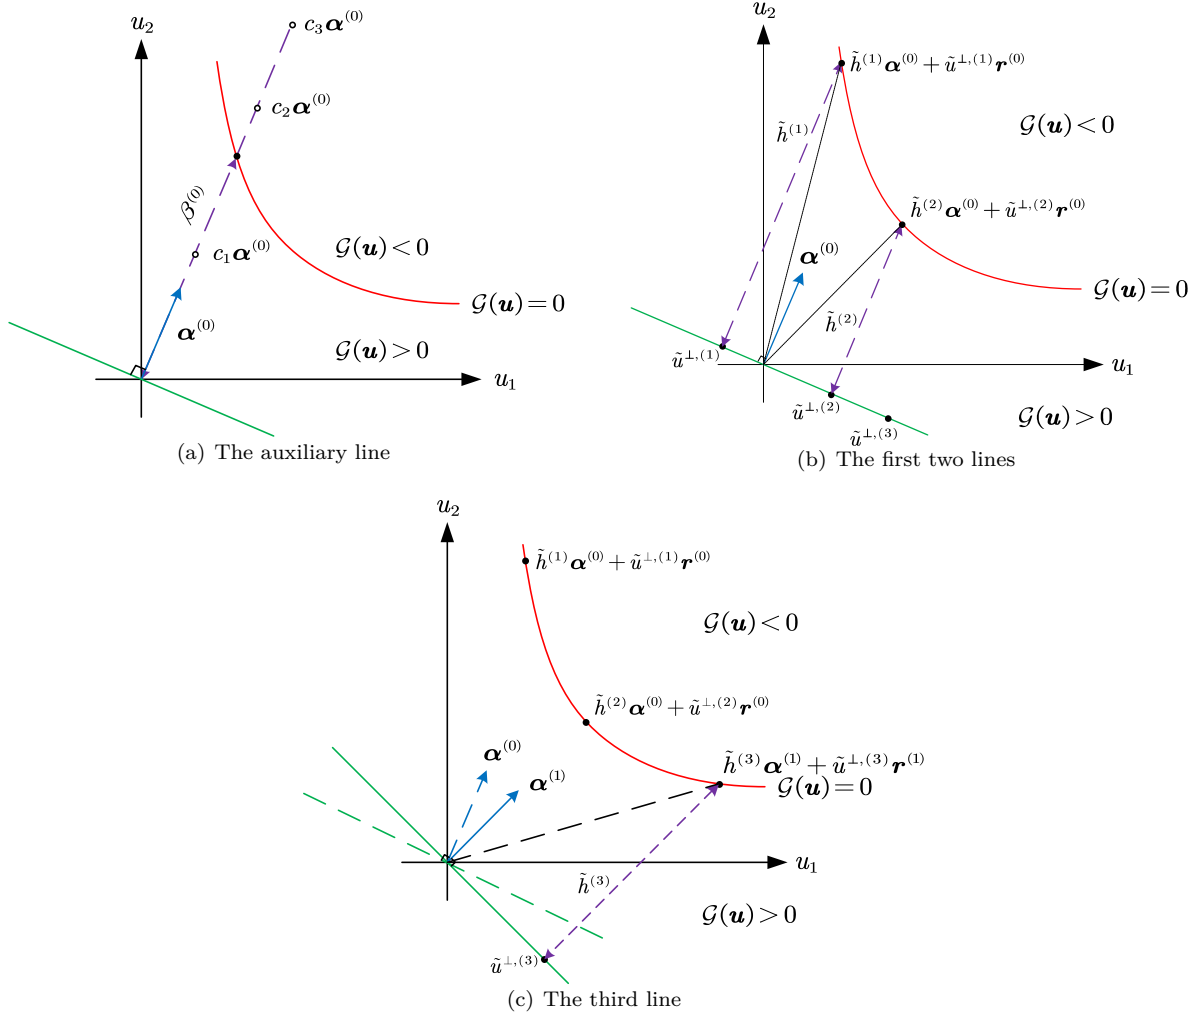 u₂
c₃α⁽⁰⁾
c₂α⁽⁰⁾
β⁽⁰⁾
c₁α⁽⁰⁾
𝒢(u) < 0
𝒢(u) = 0
α⁽⁰⁾
𝒢(u) > 0
u₁
(a) The auxiliary line
u₂
h̃⁽¹⁾α⁽⁰⁾ + ũ^{⊥,(1)}r⁽⁰⁾
𝒢(u) < 0
h̃⁽¹⁾
h̃⁽²⁾α⁽⁰⁾ + ũ^{⊥,(2)}r⁽⁰⁾
α⁽⁰⁾
𝒢(u) = 0
h̃⁽²⁾
ũ^{⊥,(1)}
u₁
ũ^{⊥,(2)}
𝒢(u) > 0
ũ^{⊥,(3)}
(b) The first two lines
u₂
h̃⁽¹⁾α⁽⁰⁾ + ũ^{⊥,(1)}r⁽⁰⁾
𝒢(u) < 0
h̃⁽²⁾α⁽⁰⁾ + ũ^{⊥,(2)}r⁽⁰⁾
α⁽⁰⁾
h̃⁽³⁾α⁽¹⁾ + ũ^{⊥,(3)}r⁽¹⁾
α⁽¹⁾
𝒢(u) = 0
u₁
h̃⁽³⁾
𝒢(u) > 0
ũ^{⊥,(3)}
(c) The third line